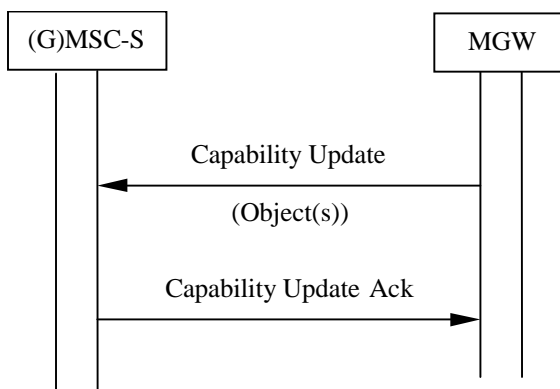 (G)MSC-S
MGW
Capability Update
(Object(s))
Capability Update Ack